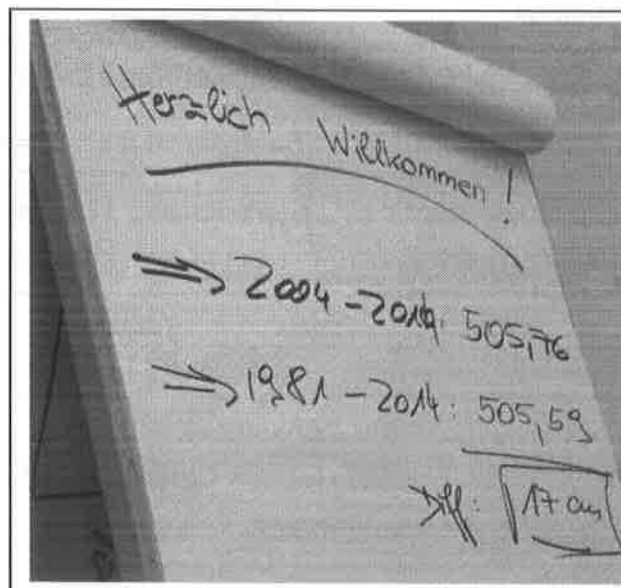 Herzlich Willkommen!
⇒ 2004 - 2014: 505,76
⇒ 1981 - 2014: 505,59
Diff: 17 cm